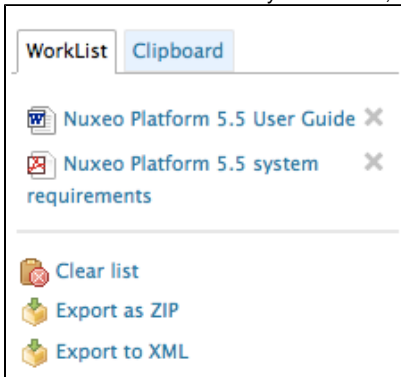 WorkList Clipboard
Nuxeo Platform 5.5 User Guide
Nuxeo Platform 5.5 system
requirements
Clear list
Export as ZIP
Export to XML